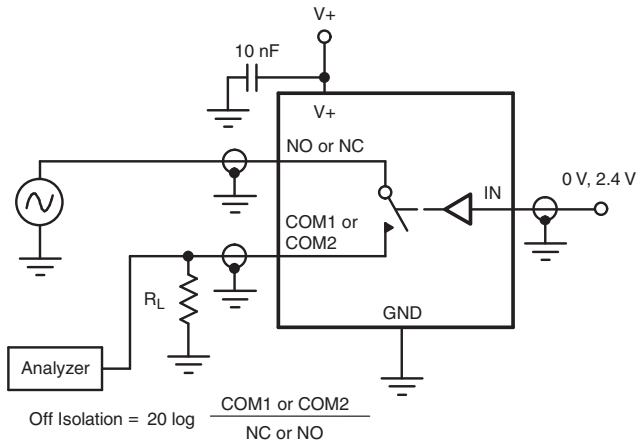 V+
10 nF
V+
NO or NC
0 V, 2.4 V
IN
COM1 or
COM2
R_L
GND
Analyzer
Off Isolation = 20 log COM1 or COM2
NC or NO